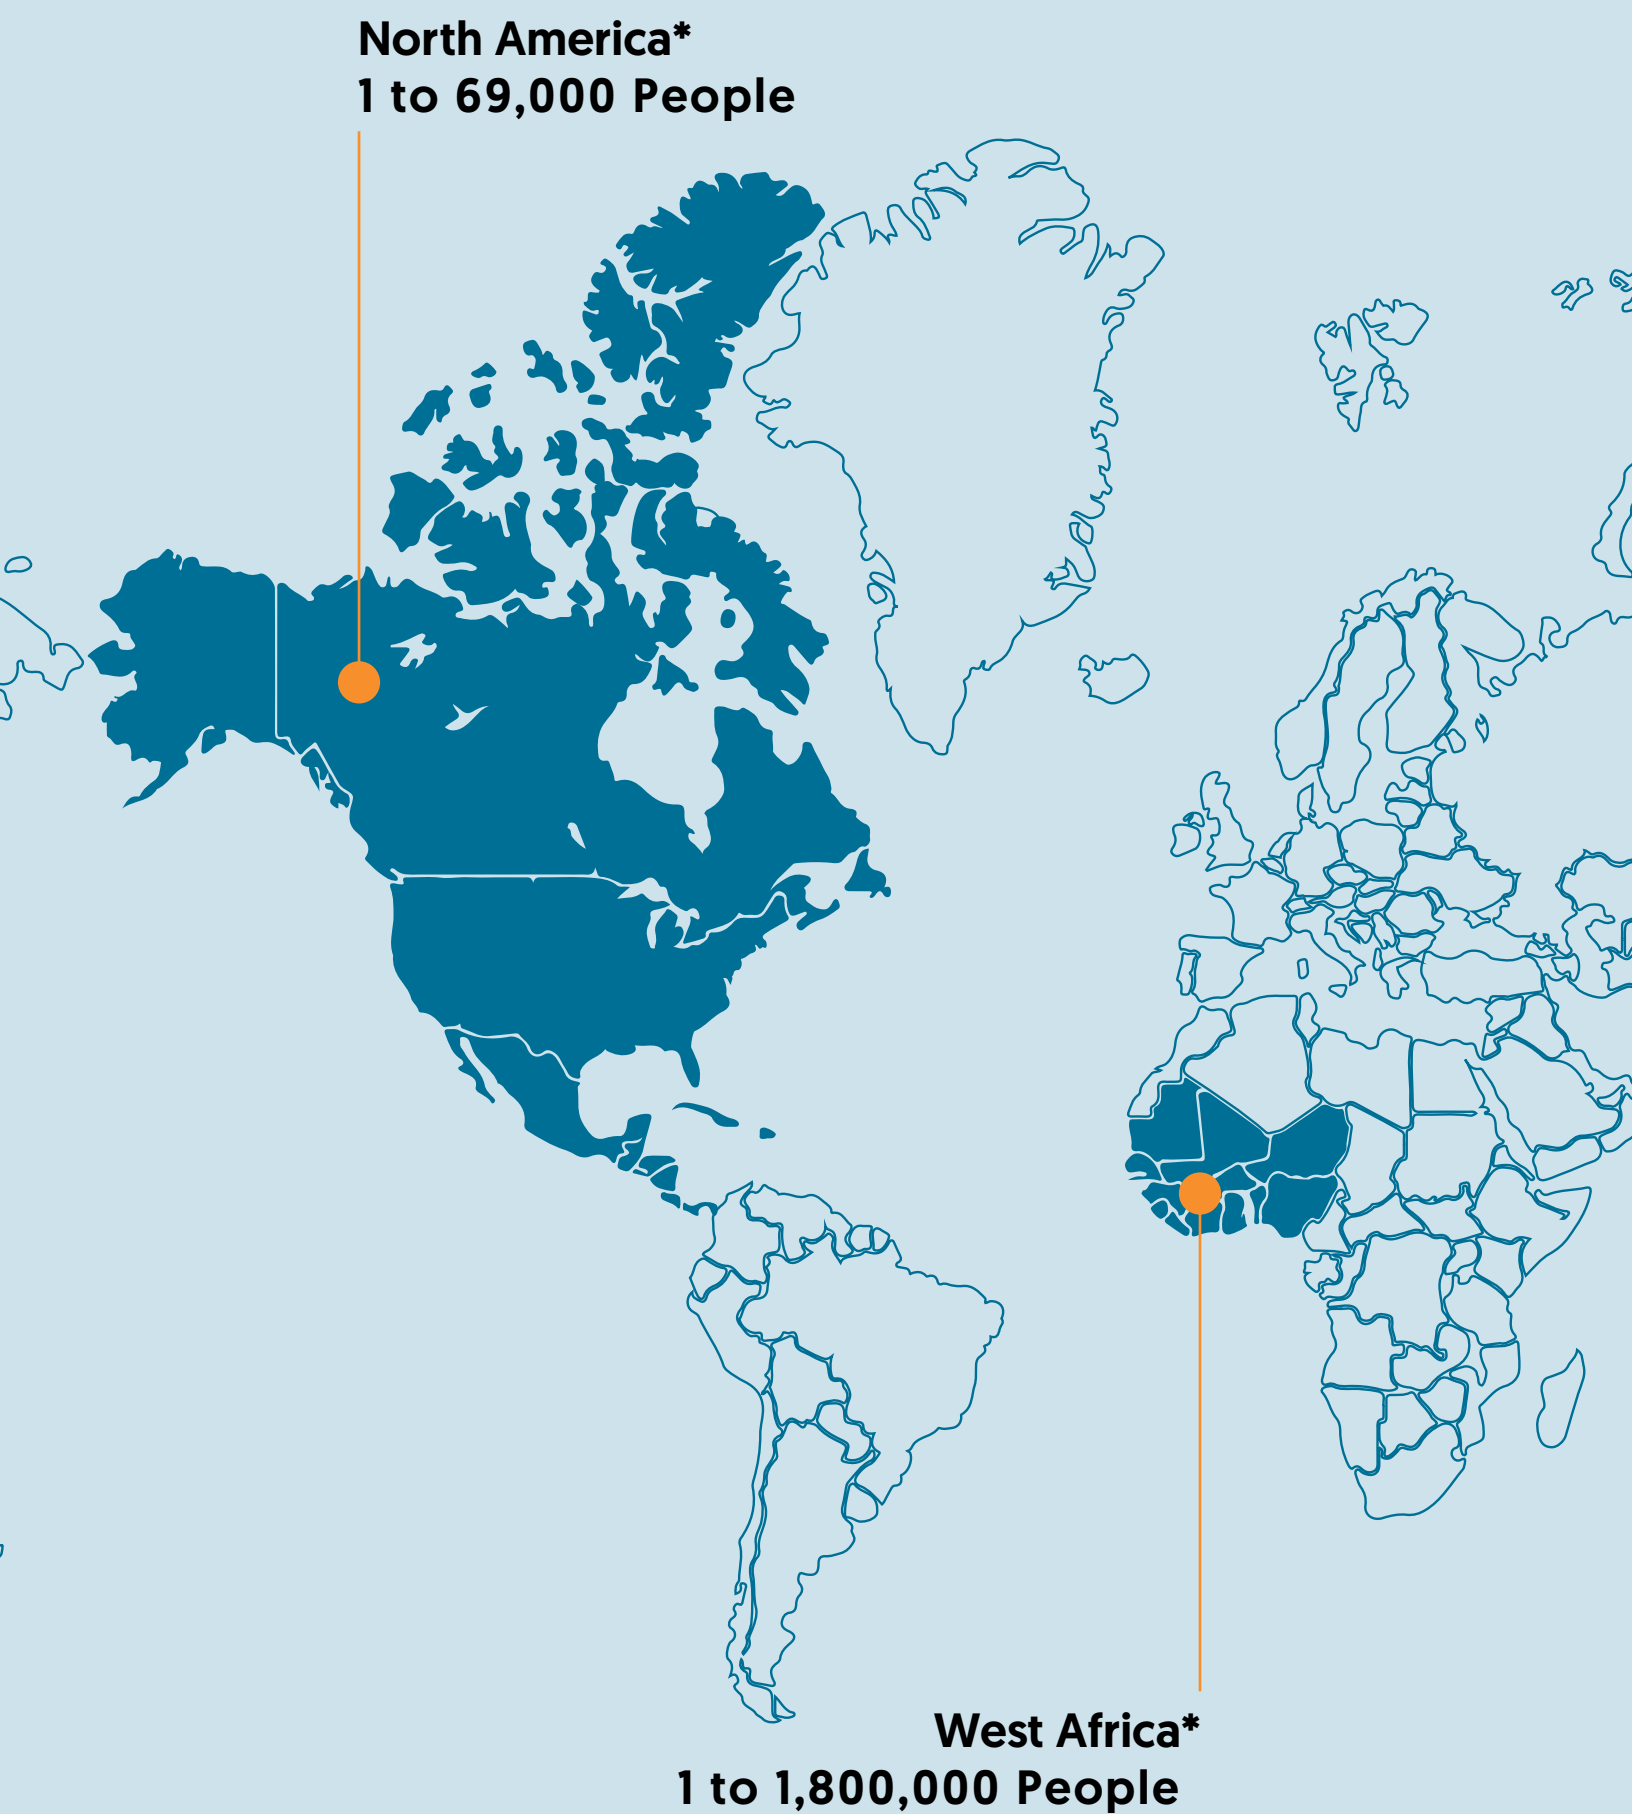 North America*
1 to 69,000 People
West Africa*
1 to 1,800,000 People